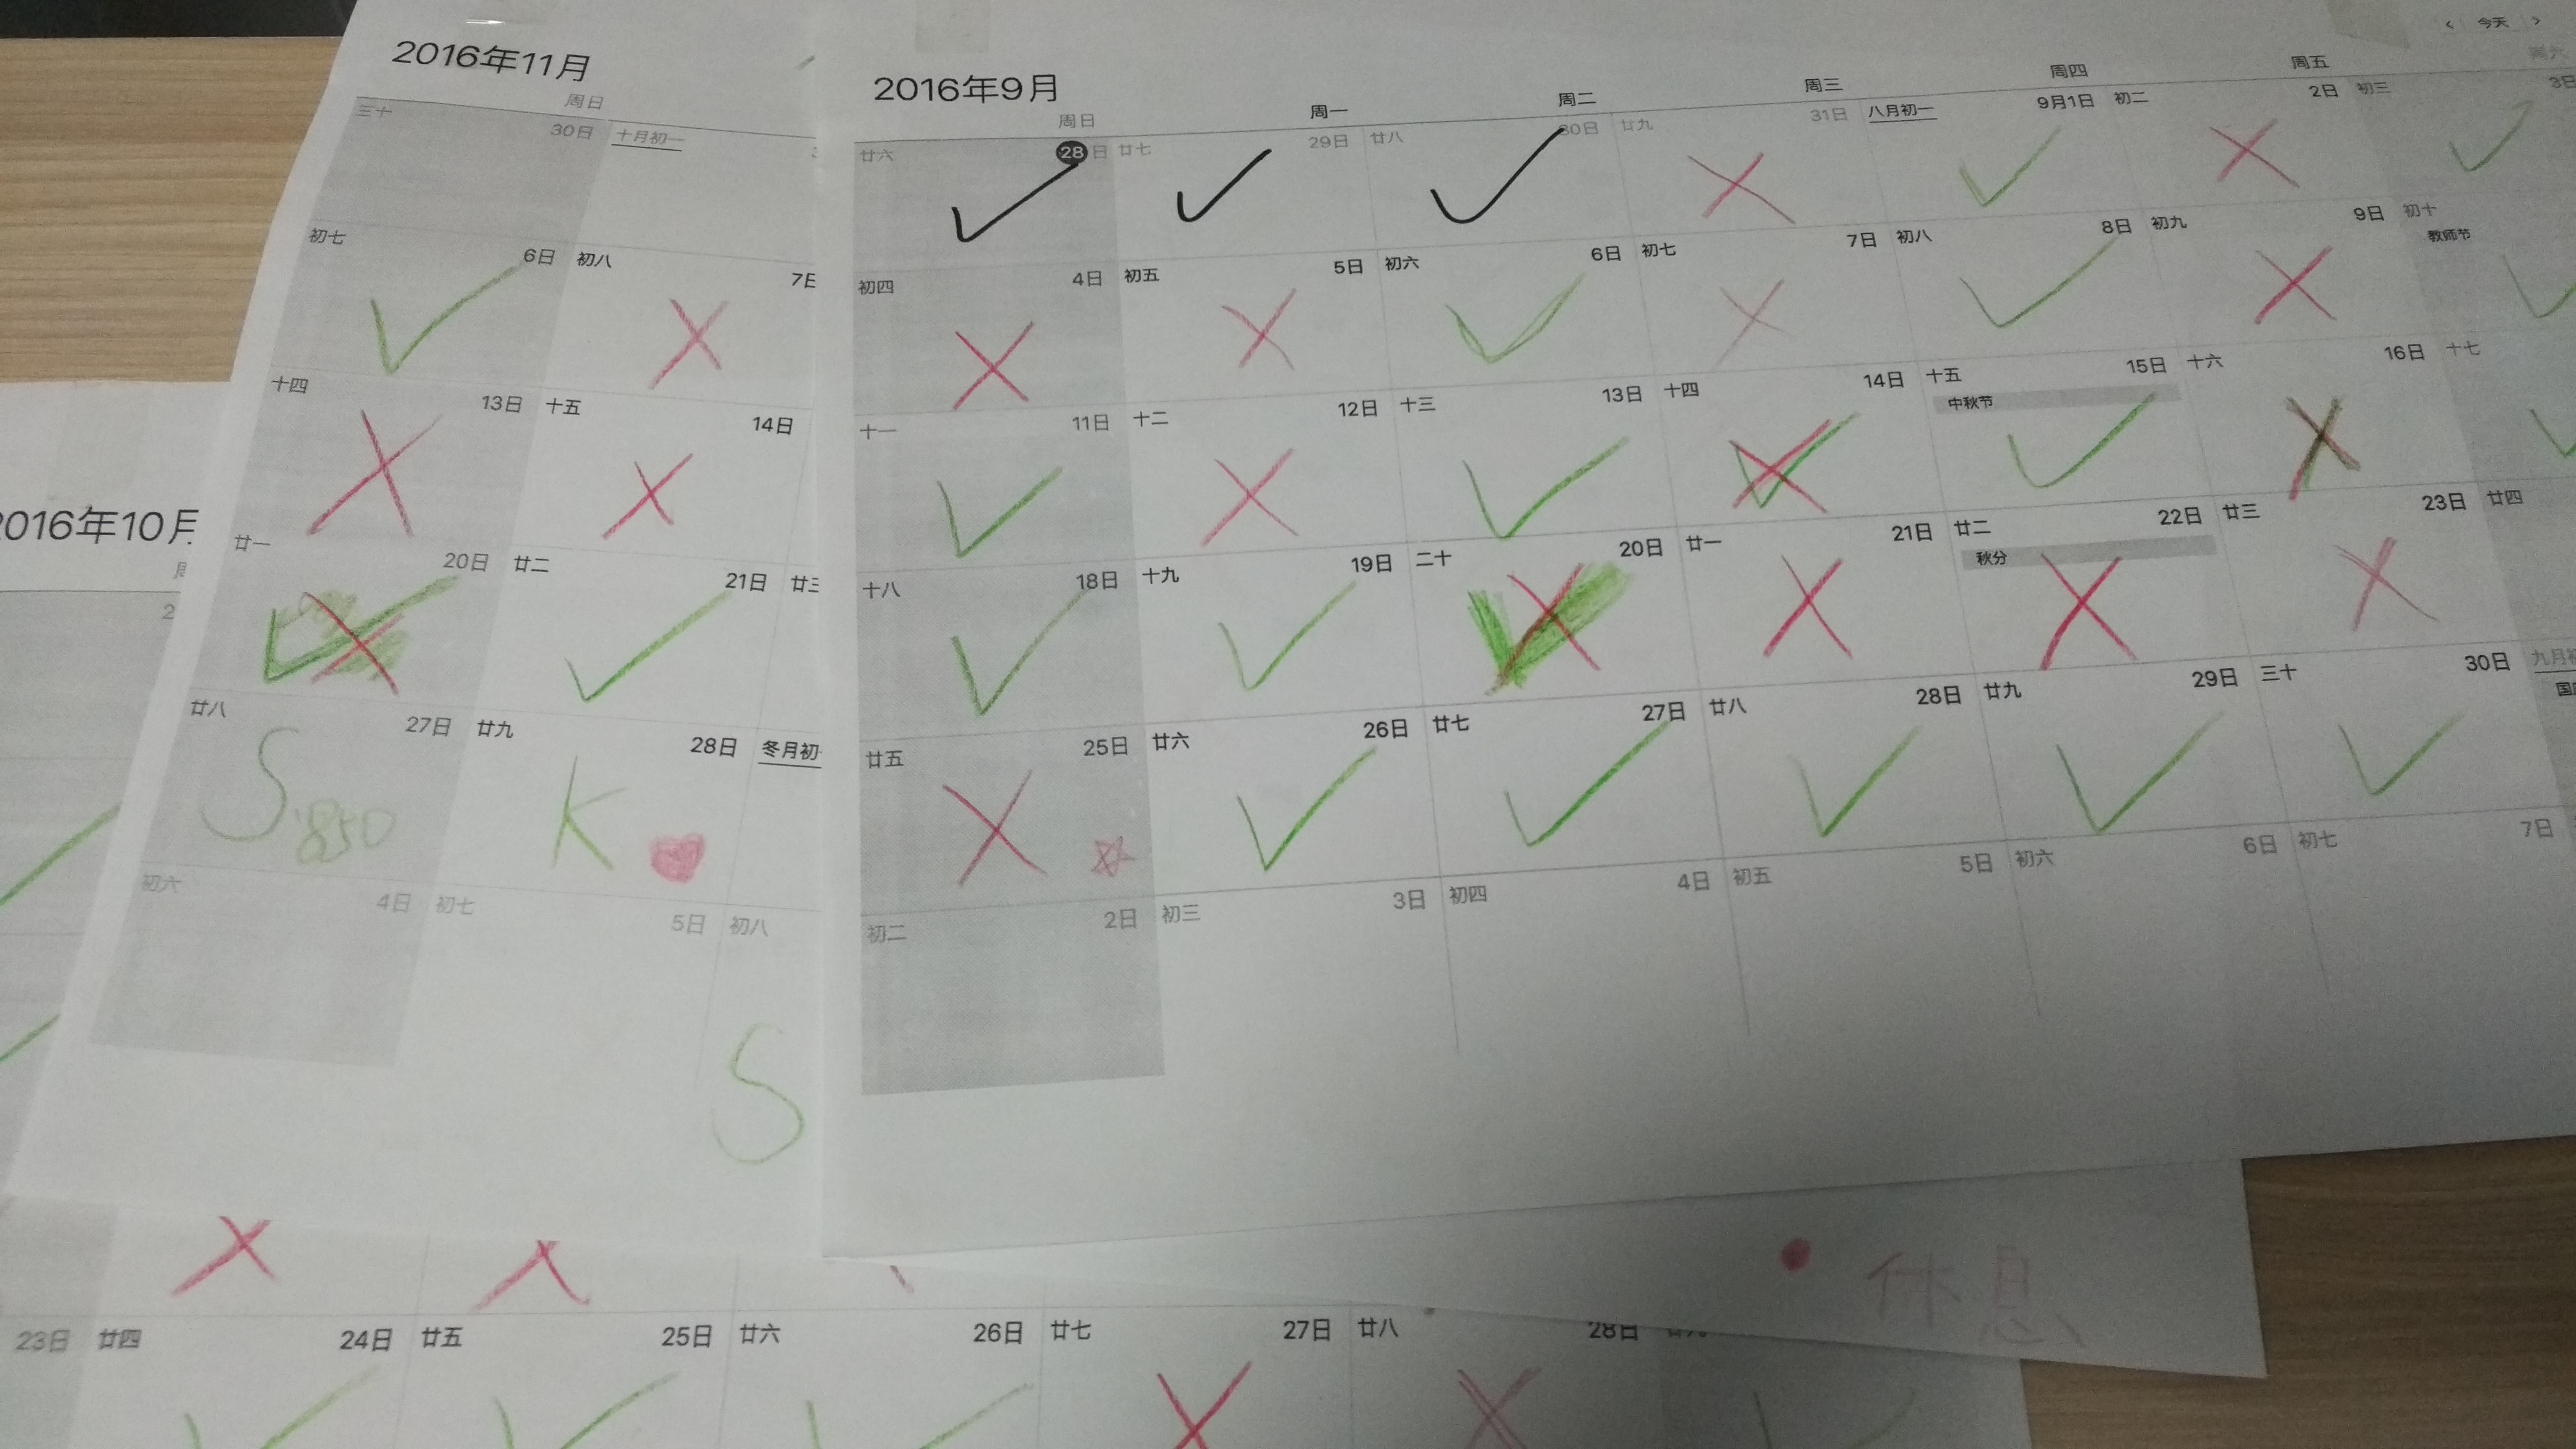 2016年11月
周日
三十 30日 十月初一
初七 6日 初八 7日
十四 13日 十五 14日
廿一 20日 廿二 21日 廿三
廿八 27日 廿九 28日 冬月初
S.850 K
初六 4日 初七 5日 初八
S
2016年9月
< 今天 >
周日 周一 周二 周三 周四 周五 周六
廿六 28日 廿七 29日 廿八 30日 廿九 31日 八月初一 9月1日 初二 2日 初三 3日
初四 4日 初五 5日 初六 6日 初七 7日 初八 8日 初九 9日 初十
教师节
十一 11日 十二 12日 十三 13日 十四 14日 十五 15日 十六 16日 十七
中秋节
十八 18日 十九 19日 二十 20日 廿一 21日 廿二 22日 廿三 23日 廿四
秋分
廿五 25日 廿六 26日 廿七 27日 廿八 28日 廿九 29日 三十 30日 九月初
国
初二 2日 初三 3日 初四 4日 初五 5日 初六 6日 初七 7日
休息
2016年10月
23日 廿四 24日 廿五 25日 廿六 26日 廿七 27日 廿八 28日